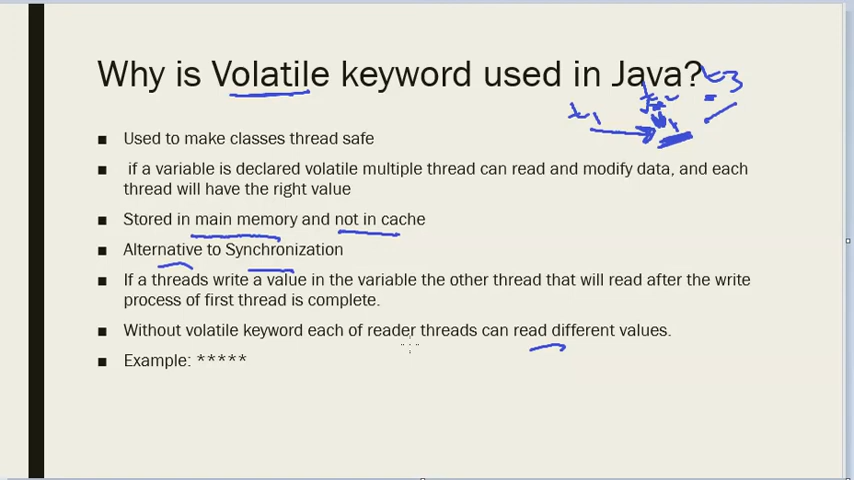 Why is Volatile keyword used in Java?
t3
t2
t1
■ Used to make classes thread safe
■ if a variable is declared volatile multiple thread can read and modify data, and each
thread will have the right value
■ Stored in main memory and not in cache
■ Alternative to Synchronization
■ If a threads write a value in the variable the other thread that will read after the write
process of first thread is complete.
■ Without volatile keyword each of reader threads can read different values.
■ Example: *****